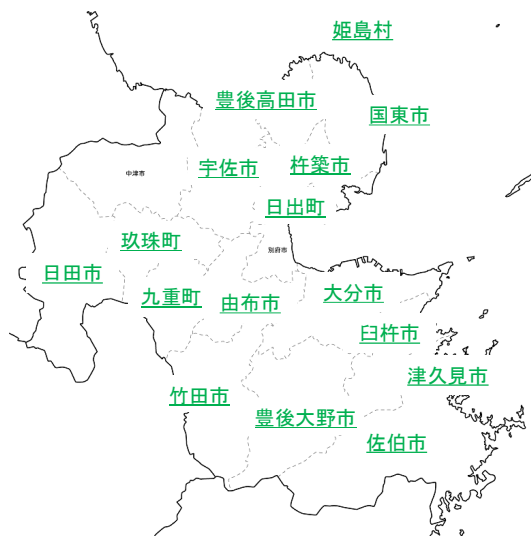 姫島村
豊後高田市
国東市
宇佐市
杵築市
中津市
日出町
玖珠町
別府市
日田市
九重町
由布市
大分市
臼杵市
津久見市
竹田市
豊後大野市
佐伯市